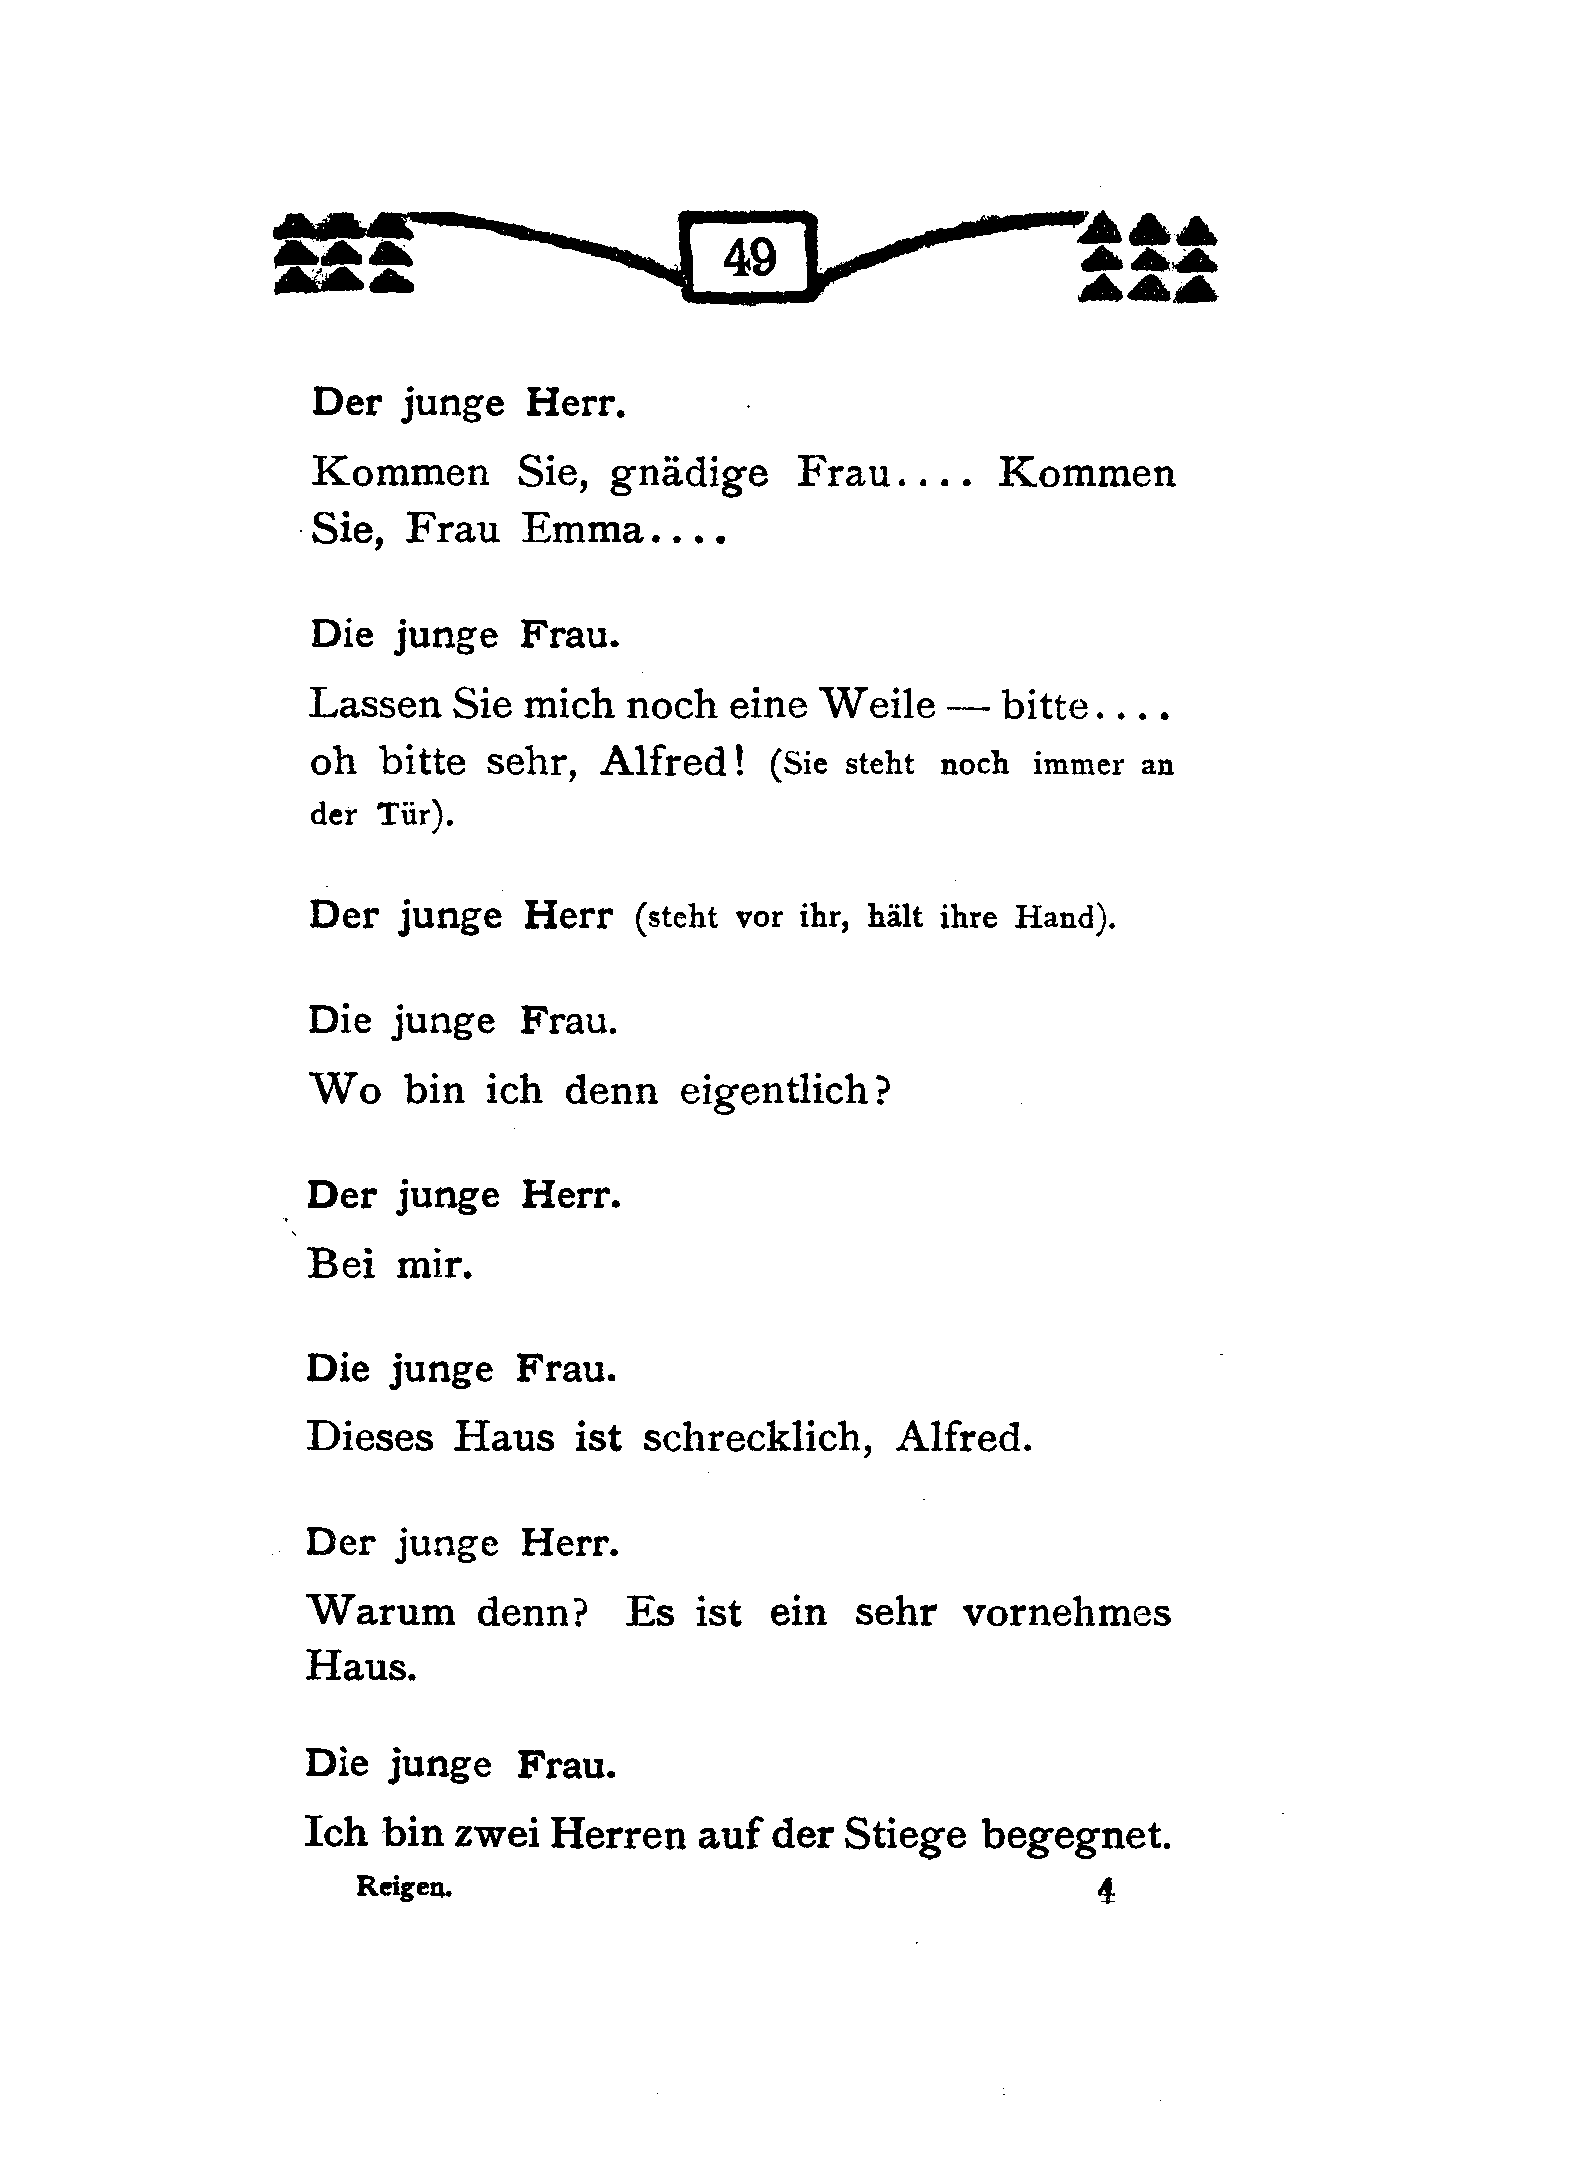 49
Der junge Herr.
Kommen Sie, gnädige Frau.... Kommen
Sie, Frau Emma....
Die junge Frau.
Lassen Sie mich noch eine Weile — bitte....
oh bitte sehr, Alfred! (Sie steht noch immer an
der Tür).
Der junge Herr (steht vor ihr, hält ihre Hand).
Die junge Frau.
Wo bin ich denn eigentlich?
Der junge Herr.
Bei mir.
Die junge Frau.
Dieses Haus ist schrecklich, Alfred.
Der junge Herr.
Warum denn? Es ist ein sehr vornehmes
Haus.
Die junge Frau.
Ich bin zwei Herren auf der Stiege begegnet.
Reigen. 4